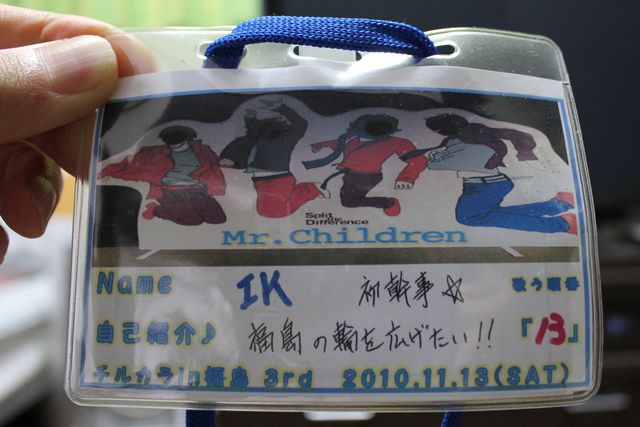 Split
the
Difference
Mr.Children
Name IK 初幹事☆ 歌う順番
自己紹介♪ 福島の輪を広げたい!! 「13」
チルカラin福島 3rd 2010.11.13(SAT)